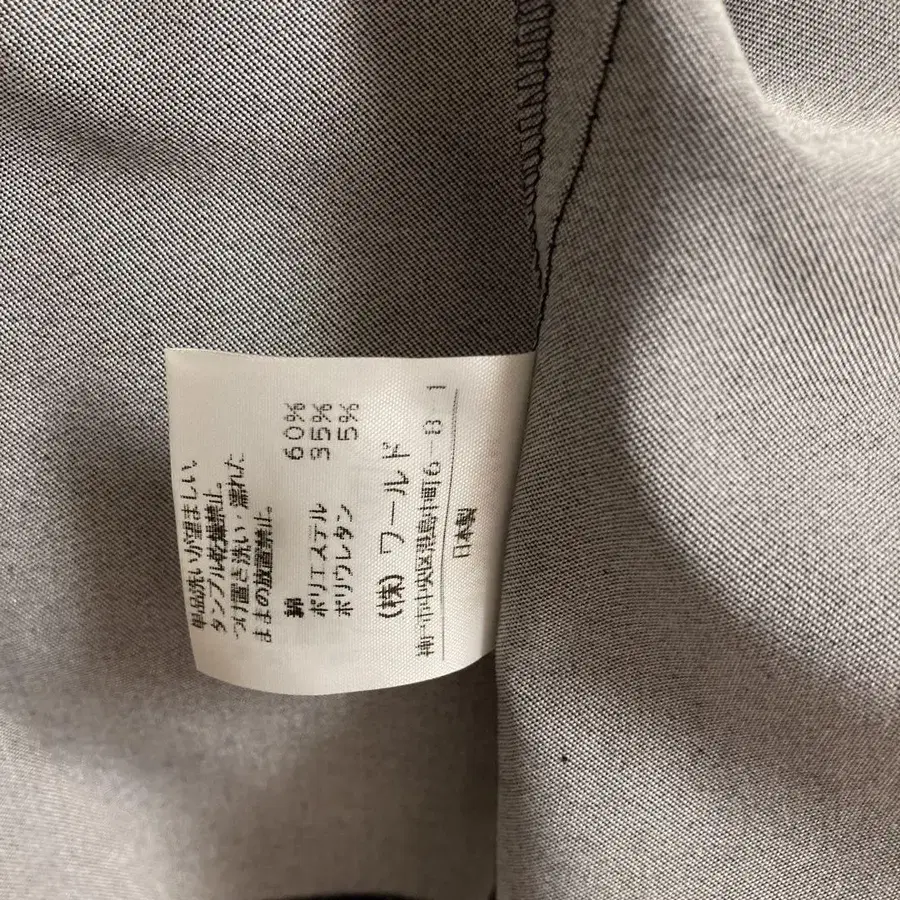 単品洗いが望ましい。
タンブル乾燥禁止。
つけ置き洗い・濡れた
ままの放置禁止。
綿 60%
ポリエステル 35%
ポリウレタン 5%
(株) ワールド
神戸市中央区港島中町6-8-1
日本製